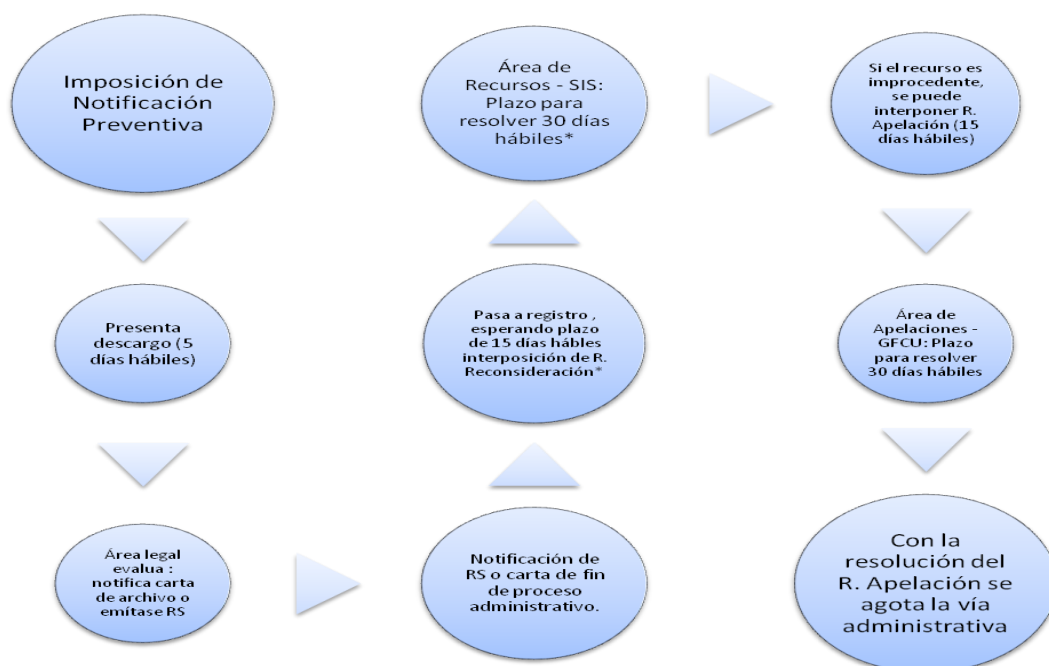 Imposición de
Notificación
Preventiva
Presenta
descargo (5
días hábiles)
Área legal
evalua :
notifica carta
de archivo o
emítase RS
Notificación de
RS o carta de fin
de proceso
administrativo.
Pasa a registro ,
esperando plazo
de 15 días hábles
interposición de R.
Reconsideración*
Área de
Recursos - SIS:
Plazo para
resolver 30 días
hábiles*
Si el recurso es
improcedente,
se puede
interponer R.
Apelación (15
días hábiles)
Área de
Apelaciones -
GFCU: Plazo
para resolver
30 días hábiles
Con la
resolución del
R. Apelación se
agota la vía
administrativa